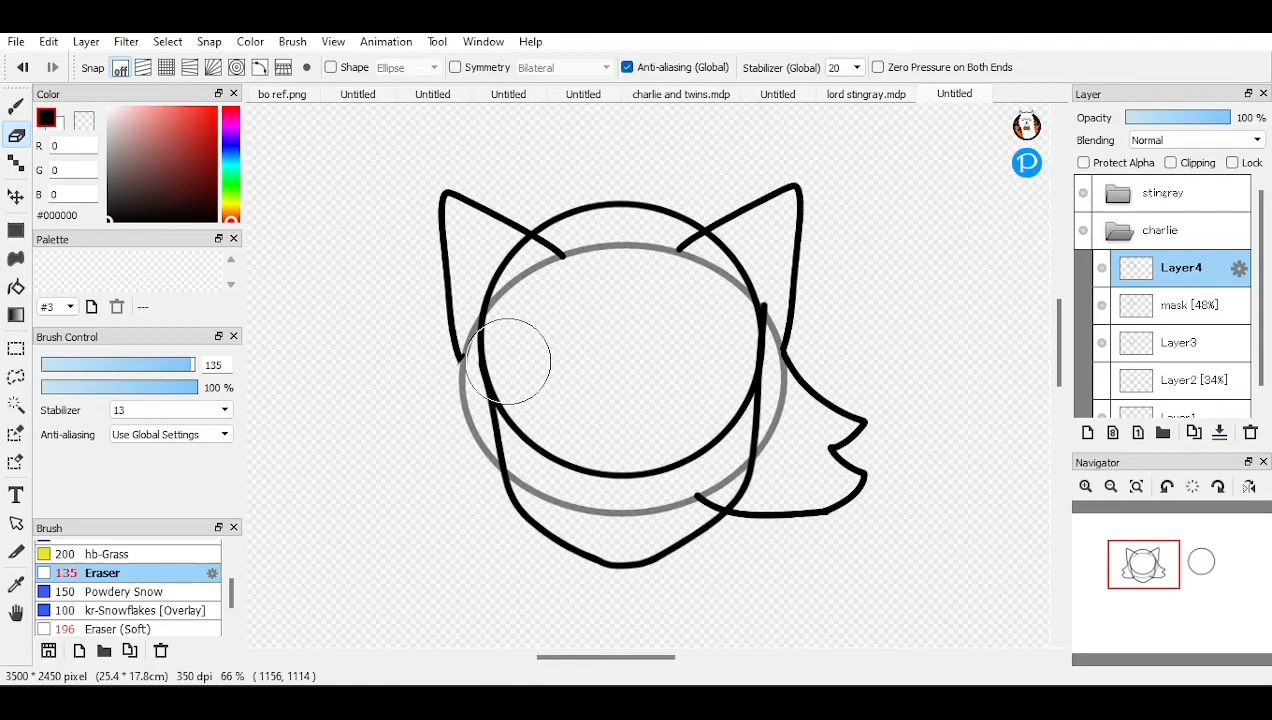 File Edit Layer Filter Select Snap Color Brush View Animation Tool Window Help
Snap off Shape Ellipse Symmetry Bilateral Anti-aliasing (Global) Stabilizer (Global) 20 Zero Pressure on Both Ends
Color
bo ref.png Untitled Untitled Untitled Untitled charlie and twins.mdp Untitled lord stingray.mdp Untitled
Layer
Opacity 100 %
Blending Normal
Protect Alpha Clipping Lock
R 0
G 0
B 0
#000000
stingray
charlie
Layer4
mask [48%]
Layer3
Layer2 [34%]
Layer1
Palette
#3 ---
Brush Control
135
100 %
Stabilizer 13
Anti-aliasing Use Global Settings
Navigator
Brush
200 hb-Grass
135 Eraser
150 Powdery Snow
100 kr-Snowflakes [Overlay]
196 Eraser (Soft)
3500 * 2450 pixel (25.4 * 17.8cm) 350 dpi 66 % ( 1156, 1114 )